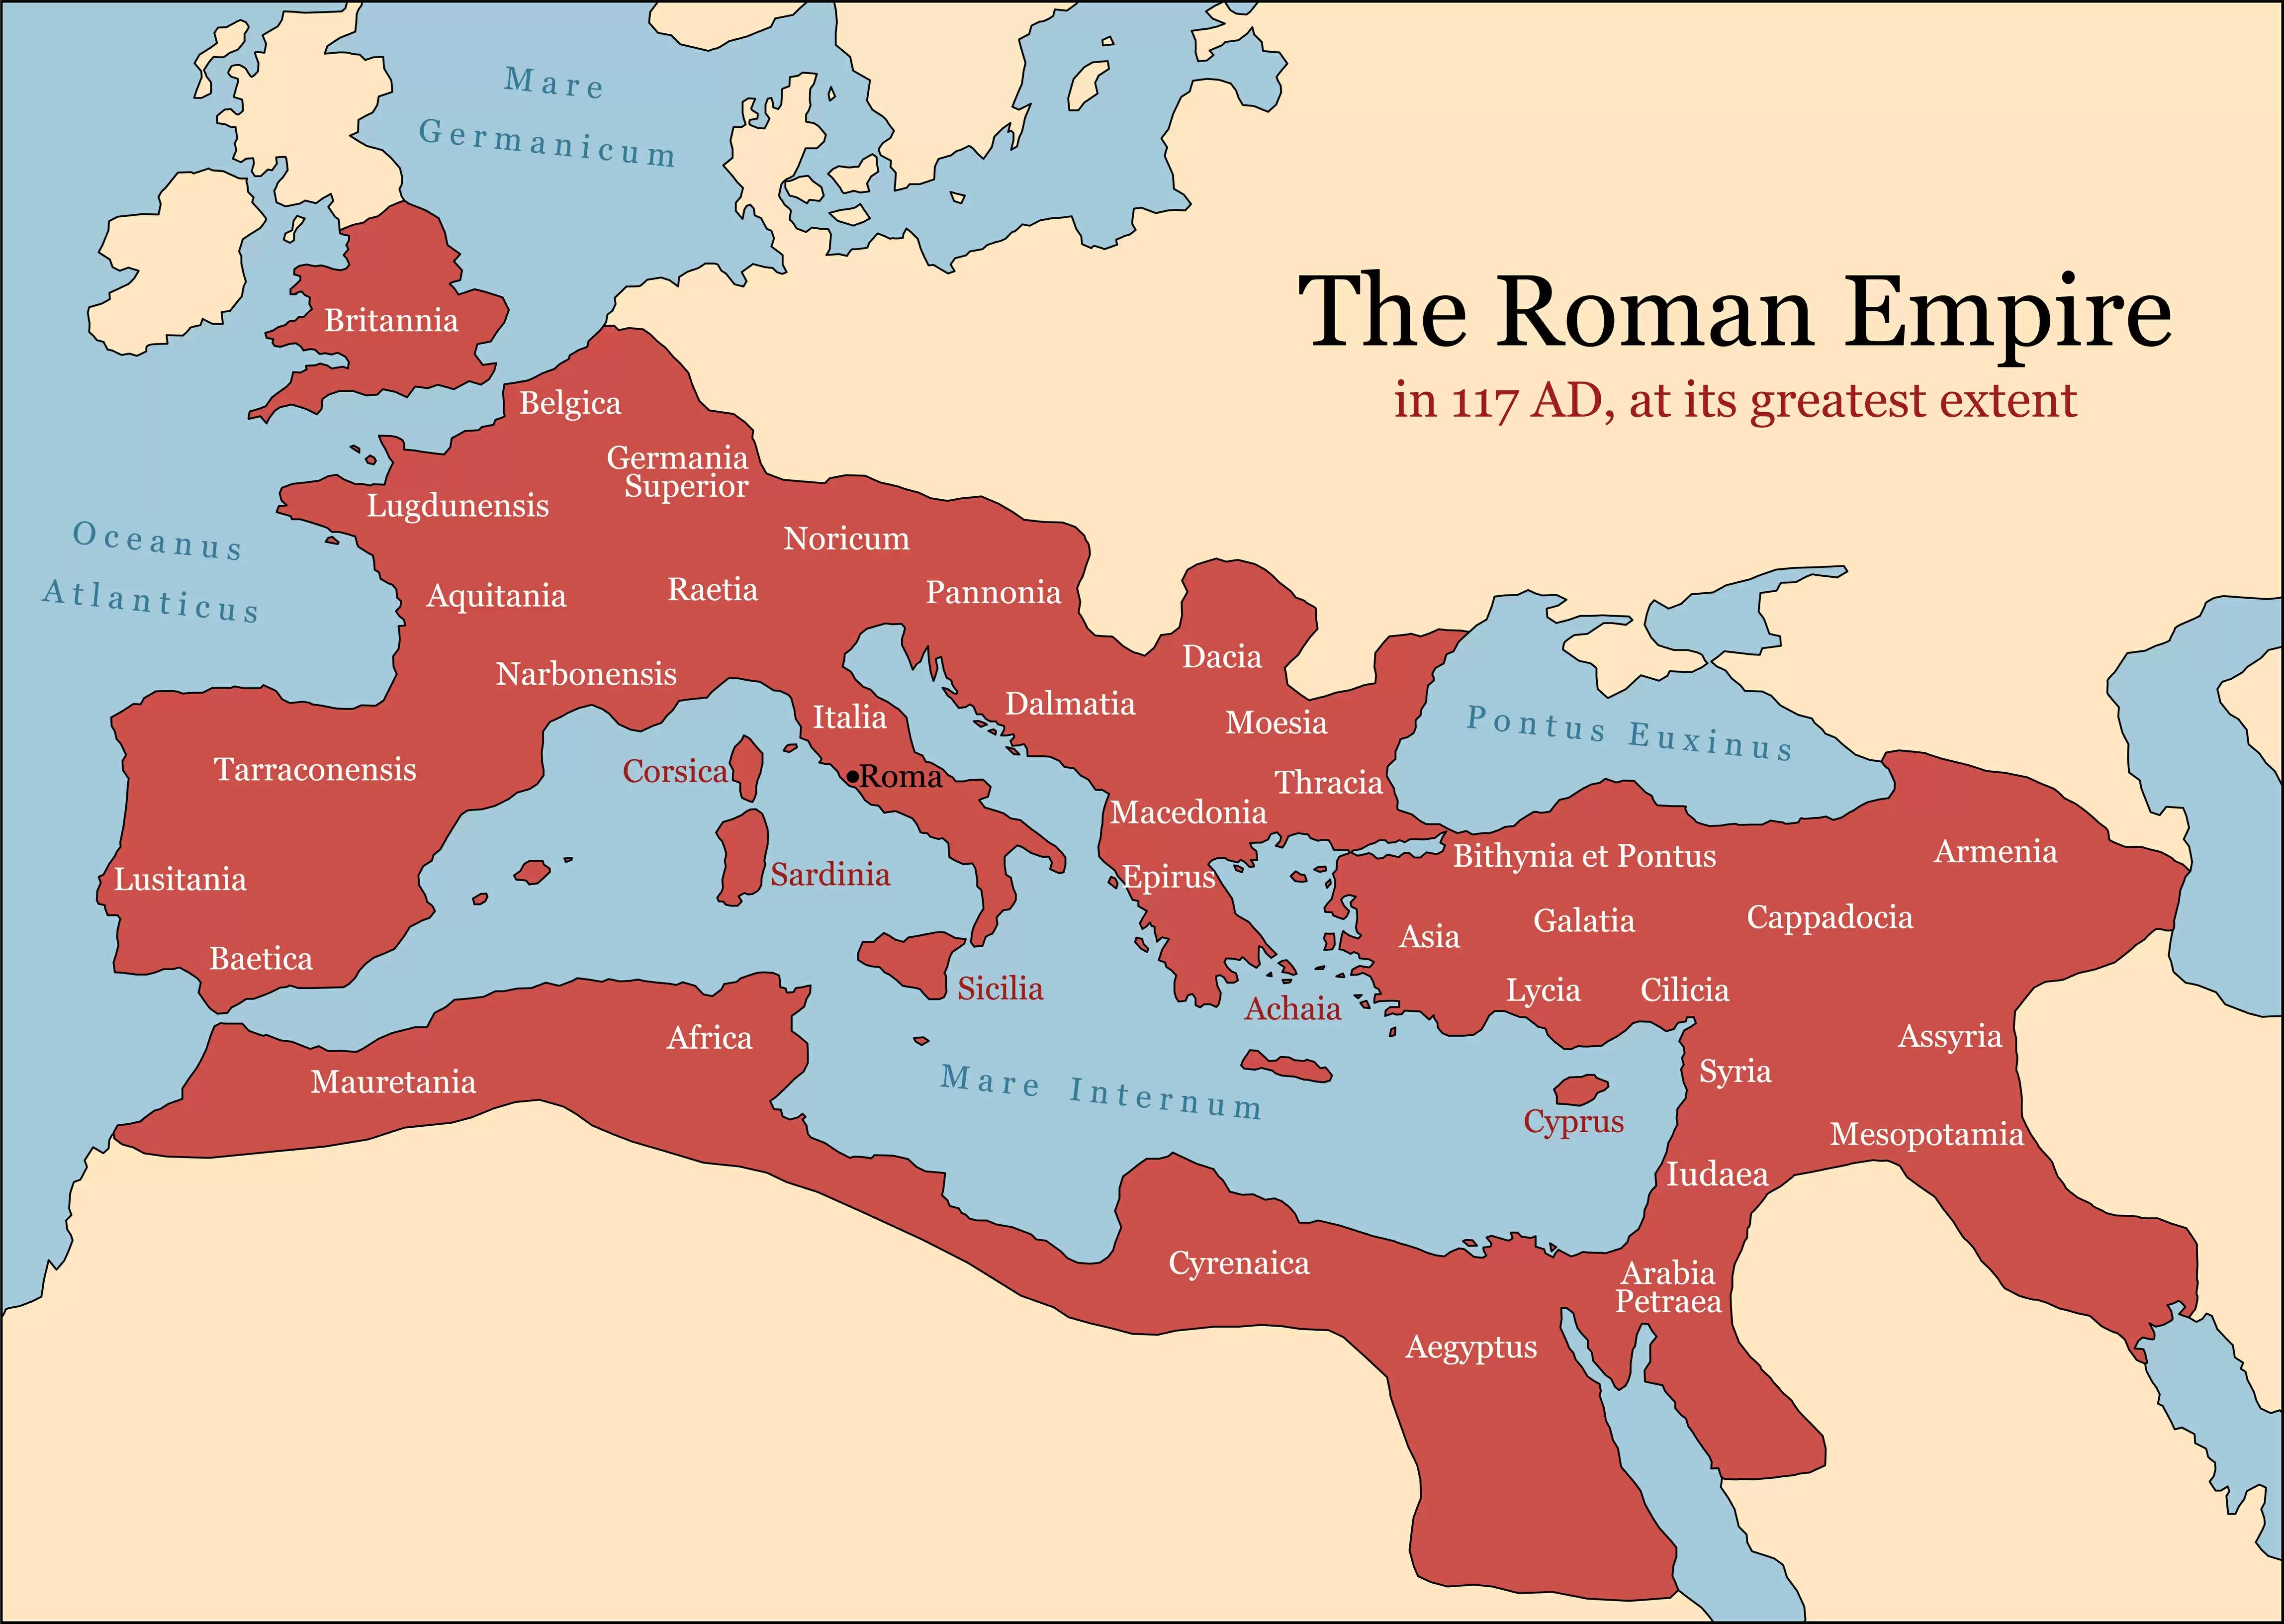 Mare
Germanicum
The Roman Empire
in 117 AD, at its greatest extent
Britannia
Belgica
Germania
Superior
Lugdunensis
Oceanus
Atlanticus
Noricum
Aquitania
Raetia
Pannonia
Dacia
Narbonensis
Dalmatia
Italia
Moesia
Pontus Euxinus
Tarraconensis
Corsica
Roma
Thracia
Macedonia
Bithynia et Pontus
Armenia
Lusitania
Sardinia
Epirus
Asia
Galatia
Cappadocia
Baetica
Sicilia
Achaia
Lycia
Cilicia
Africa
Assyria
Mauretania
Mare Internum
Syria
Cyprus
Mesopotamia
Iudaea
Cyrenaica
Arabia
Petraea
Aegyptus